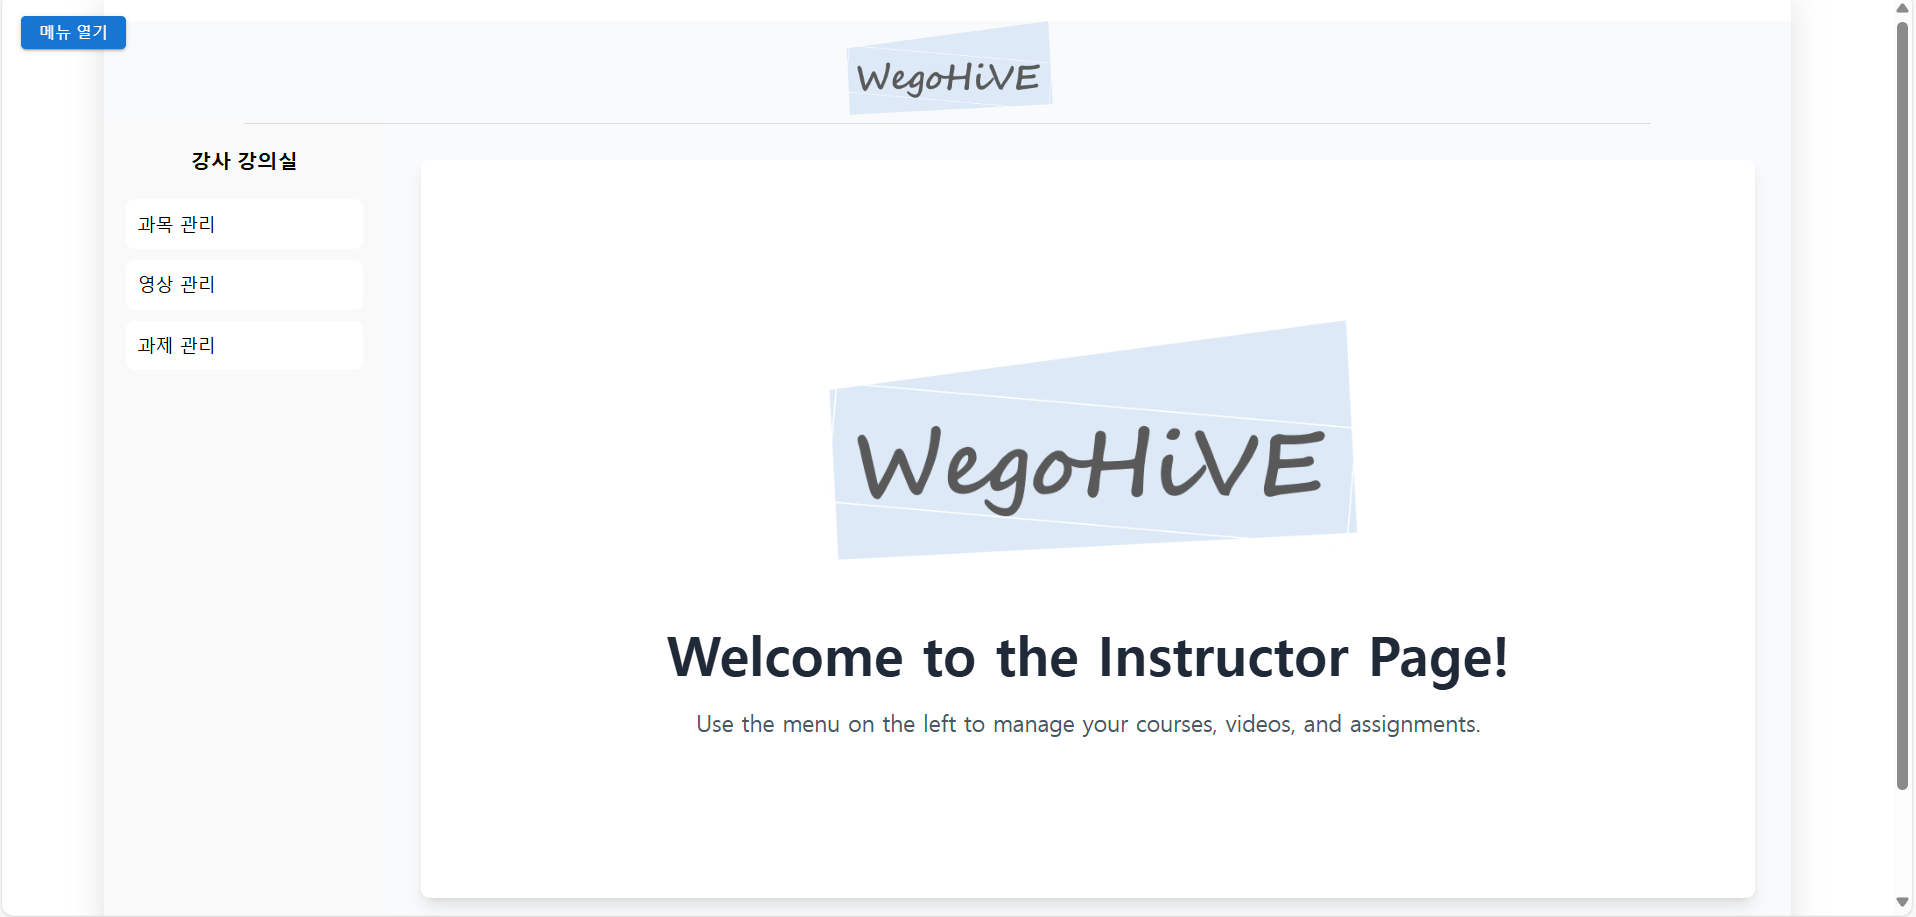 메뉴 열기
WegoHiVE
강사 강의실
과목 관리
영상 관리
과제 관리
WegoHiVE
Welcome to the Instructor Page!
Use the menu on the left to manage your courses, videos, and assignments.